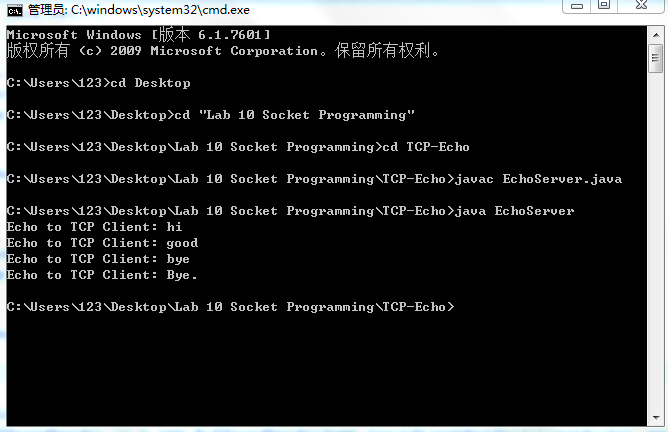 管理员: C:\windows\system32\cmd.exe
Microsoft Windows [版本 6.1.7601]
版权所有 (c) 2009 Microsoft Corporation。保留所有权利。
C:\Users\123>cd Desktop
C:\Users\123\Desktop>cd "Lab 10 Socket Programming"
C:\Users\123\Desktop\Lab 10 Socket Programming>cd TCP-Echo
C:\Users\123\Desktop\Lab 10 Socket Programming\TCP-Echo>javac EchoServer.java
C:\Users\123\Desktop\Lab 10 Socket Programming\TCP-Echo>java EchoServer
Echo to TCP Client: hi
Echo to TCP Client: good
Echo to TCP Client: bye
Echo to TCP Client: Bye.
C:\Users\123\Desktop\Lab 10 Socket Programming\TCP-Echo>